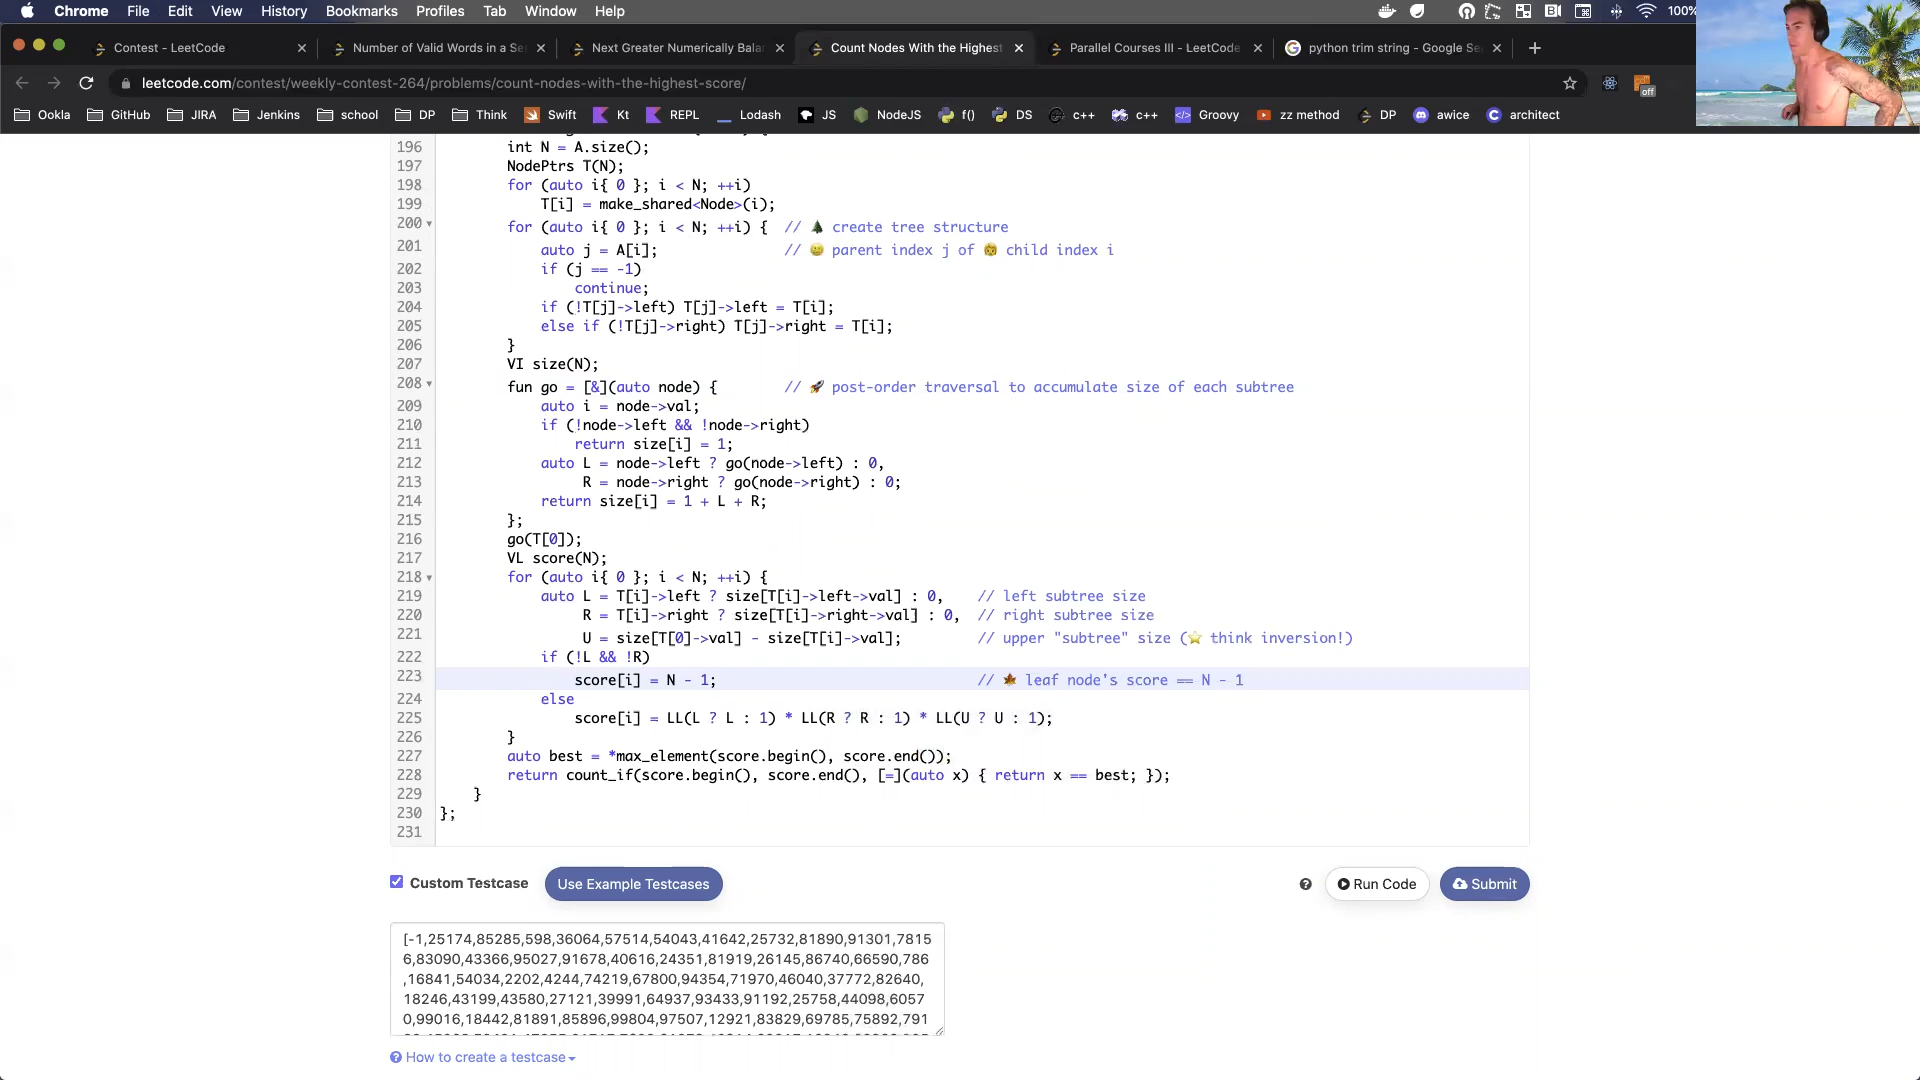 Chrome File Edit View History Bookmarks Profiles Tab Window Help 100%
Contest - LeetCode
Number of Valid Words in a Se
Next Greater Numerically Balan
Count Nodes With the Highest
Parallel Courses III - LeetCode
python trim string - Google Se
leetcode.com/contest/weekly-contest-264/problems/count-nodes-with-the-highest-score/
off
Ookla GitHub JIRA Jenkins school DP Think Swift Kt REPL Lodash JS NodeJS f() DS c++ c++ Groovy zz method DP awice architect
196 int N = A.size();
197 NodePtrs T(N);
198 for (auto i{ 0 }; i < N; ++i)
199 T[i] = make_shared<Node>(i);
200 for (auto i{ 0 }; i < N; ++i) { // 🌲 create tree structure
201 auto j = A[i]; // 🙂 parent index j of 👶 child index i
202 if (j == -1)
203 continue;
204 if (!T[j]->left) T[j]->left = T[i];
205 else if (!T[j]->right) T[j]->right = T[i];
206 }
207 VI size(N);
208 fun go = [&](auto node) { // 🚀 post-order traversal to accumulate size of each subtree
209 auto i = node->val;
210 if (!node->left && !node->right)
211 return size[i] = 1;
212 auto L = node->left ? go(node->left) : 0,
213 R = node->right ? go(node->right) : 0;
214 return size[i] = 1 + L + R;
215 };
216 go(T[0]);
217 VL score(N);
218 for (auto i{ 0 }; i < N; ++i) {
219 auto L = T[i]->left ? size[T[i]->left->val] : 0, // left subtree size
220 R = T[i]->right ? size[T[i]->right->val] : 0, // right subtree size
221 U = size[T[0]->val] - size[T[i]->val]; // upper "subtree" size (⭐ think inversion!)
222 if (!L && !R)
223 score[i] = N - 1; // 🍁 leaf node's score == N - 1
224 else
225 score[i] = LL(L ? L : 1) * LL(R ? R : 1) * LL(U ? U : 1);
226 }
227 auto best = *max_element(score.begin(), score.end());
228 return count_if(score.begin(), score.end(), [=](auto x) { return x == best; });
229 }
230 };
231
Custom Testcase Use Example Testcases Run Code Submit
[-1,25174,85285,598,36064,57514,54043,41642,25732,81890,91301,7815
6,83090,43366,95027,91678,40616,24351,81919,26145,86740,66590,786
,16841,54034,2202,4244,74219,67800,94354,71970,46040,37772,82640,
18246,43199,43580,27121,39991,64937,93433,91192,25758,44098,6057
0,99016,18442,81891,85896,99804,97507,12921,83829,69785,75892,791
How to create a testcase